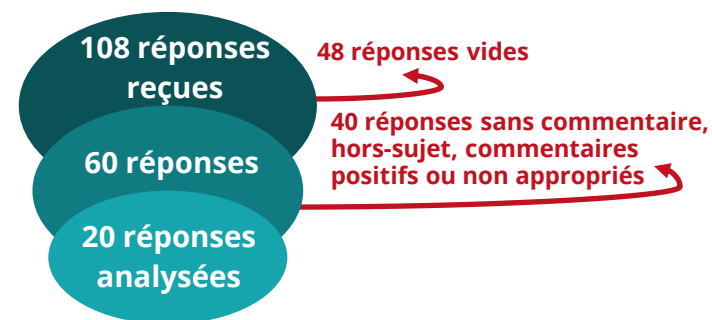 108 réponses
reçues
48 réponses vides
40 réponses sans commentaire,
hors-sujet, commentaires
positifs ou non appropriés
60 réponses
20 réponses
analysées